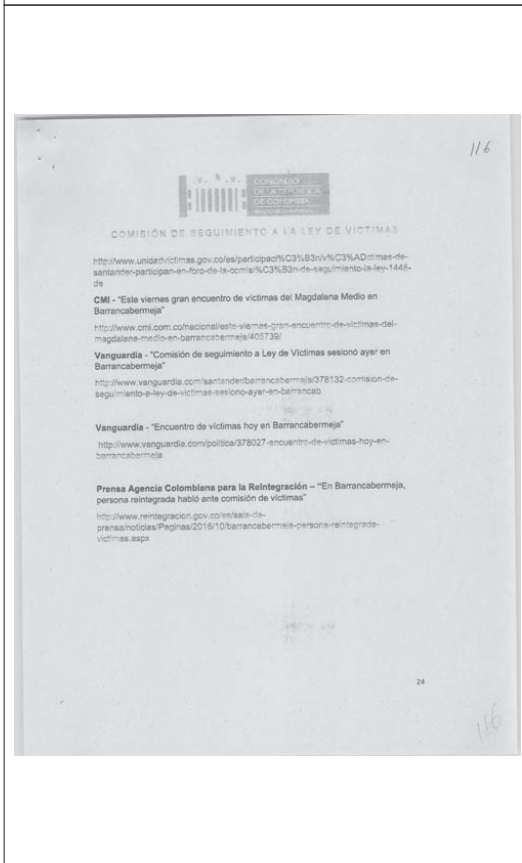 116
CONGRESO
DE LA REPÚBLICA
DE COLOMBIA
COMISIÓN DE SEGUIMIENTO A LA LEY DE VÍCTIMAS
http://www.unidadvictimas.gov.co/es/participaci%C3%B3n/v%C3%ADctimas-de-
santander-participan-en-foro-de-la-comisi%C3%B3n-de-seguimiento-la-ley-1448-
de
CMI - "Este viernes gran encuentro de víctimas del Magdalena Medio en
Barrancabermeja"
http://www.cmi.com.co/nacional/este-viernes-gran-encuentro-de-victimas-del-
magdalena-medio-en-barrancabermeja/405739/
Vanguardia - "Comisión de seguimiento a Ley de Víctimas sesionó ayer en
Barrancabermeja"
http://www.vanguardia.com/santander/barrancabermeja/378132-comision-de-
seguimiento-a-ley-de-victimas-sesiono-ayer-en-barrancab
Vanguardia - "Encuentro de víctimas hoy en Barrancabermeja"
http://www.vanguardia.com/politica/378027-encuentro-de-victimas-hoy-en-
barrancabermeja
Prensa Agencia Colombiana para la Reintegración – "En Barrancabermeja,
persona reintegrada habló ante comisión de víctimas"
http://www.reintegracion.gov.co/es/sala-de-
prensa/noticias/Paginas/2016/10/barrancabermeja-persona-reintegrada-
victimas.aspx
24
116